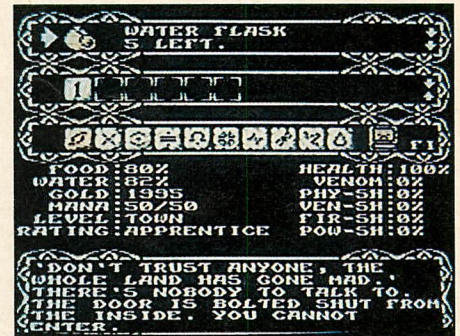 WATER FLASK
5 LEFT.
1
F1
FOOD:80% HEALTH:100%
WATER:82% VENOM:0%
GOLD:1585 PHY-SH:0%
MANA:50/50 VEN-SH:0%
LEVEL:TOWN FIR-SH:0%
RATING:APPRENTICE POW-SH:0%
'DON'T TRUST ANYONE, THE
WHOLE LAND HAS GONE MAD.'
THERE'S NOBODY TO TALK TO.
THE DOOR IS BOLTED SHUT FROM
THE INSIDE. YOU CANNOT
ENTER.